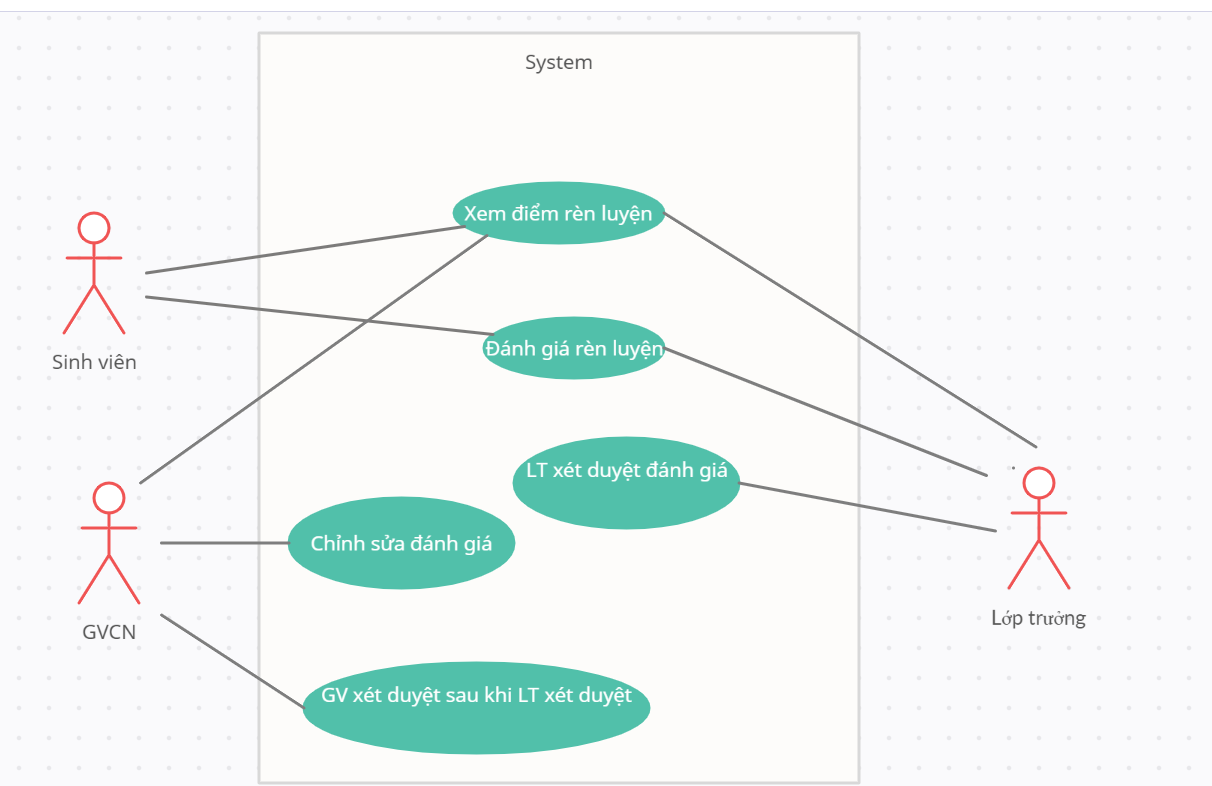 System
Xem điểm rèn luyện
Sinh viên
Đánh giá rèn luyện
LT xét duyệt đánh giá
Chỉnh sửa đánh giá
GVCN
Lớp trưởng
GV xét duyệt sau khi LT xét duyệt